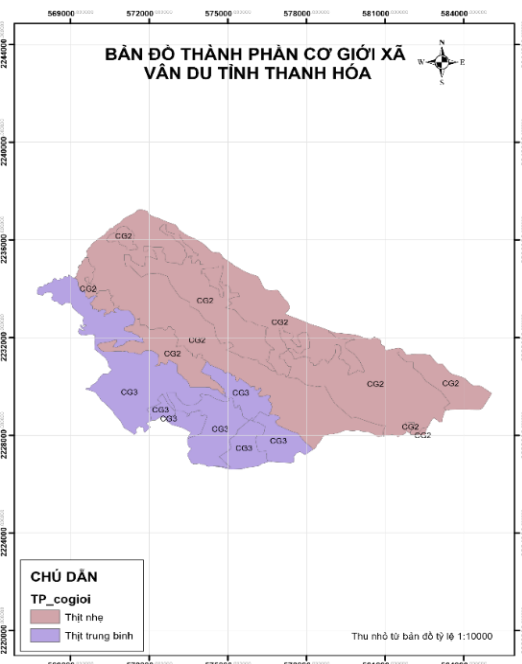 569000 572000 575000 578000 581000 584000
BẢN ĐỒ THÀNH PHẦN CƠ GIỚI XÃ
VÂN DU TỈNH THANH HÓA
N
W E
S
2244000
2240000
2236000
2232000
2228000
2224000
2220000
CG2
CG2
CG2
CG2
CG2
CG2
CG2
CG2
CG3
CG3
CG3
CG3
CG2
CG3
CG2
CG3
CG3
CHÚ DẪN
TP_cogioi
Thịt nhẹ
Thịt trung bình
Thu nhỏ từ bản đồ tỷ lệ 1:10000